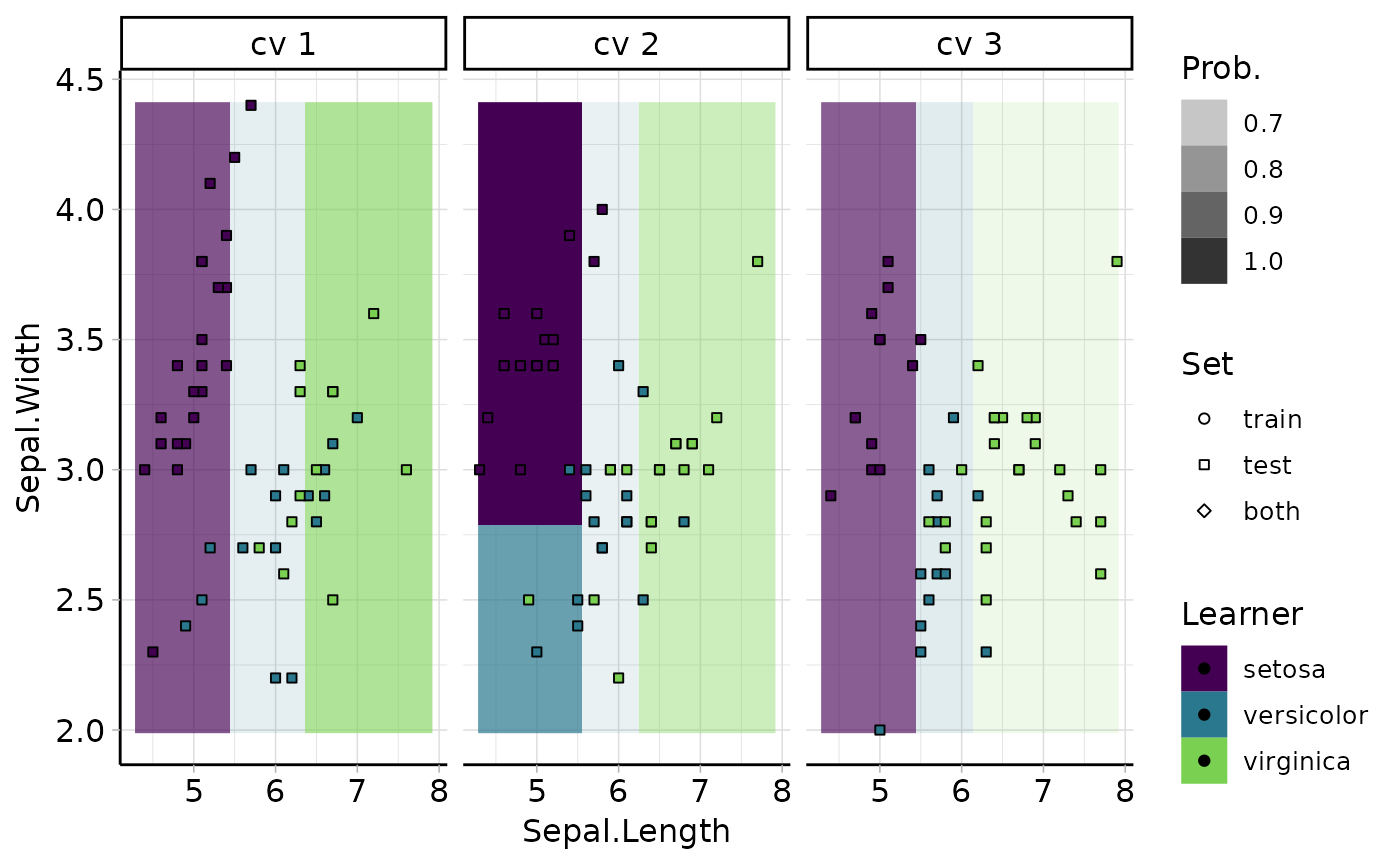 cv 1
cv 2
cv 3
4.5
4.0
3.5
3.0
2.5
2.0
Sepal.Width
5 6 7 8
5 6 7 8
5 6 7 8
Sepal.Length
Prob.
0.7
0.8
0.9
1.0
Set
train
test
both
Learner
setosa
versicolor
virginica